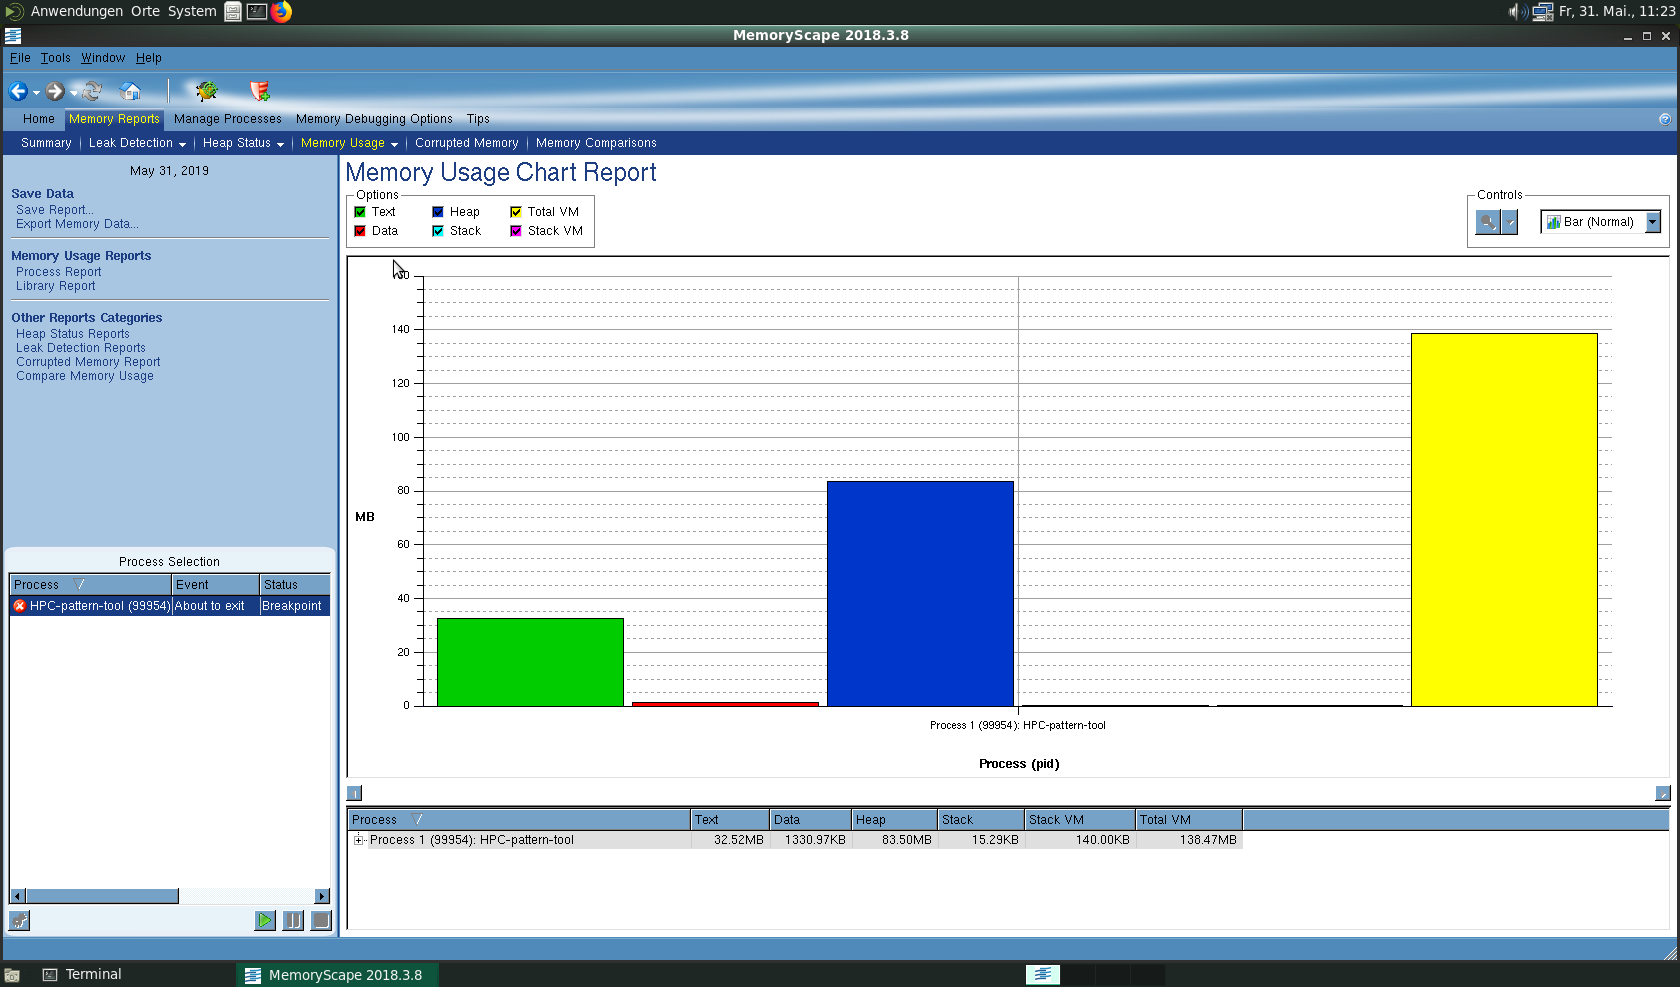 Anwendungen Orte System
Fr, 31. Mai., 11:23
MemoryScape 2018.3.8
File Tools Window Help
Home Memory Reports Manage Processes Memory Debugging Options Tips
Summary Leak Detection Heap Status Memory Usage Corrupted Memory Memory Comparisons
May 31, 2019
Save Data
Save Report...
Export Memory Data...
Memory Usage Reports
Process Report
Library Report
Other Reports Categories
Heap Status Reports
Leak Detection Reports
Corrupted Memory Report
Compare Memory Usage
Process Selection
Process Event Status
HPC-pattern-tool (99954) About to exit Breakpoint
Memory Usage Chart Report
Options
Text Heap Total VM
Data Stack Stack VM
Controls
Bar (Normal)
140
120
100
80
MB
60
40
20
0
Process 1 (99954): HPC-pattern-tool
Process (pid)
Process Text Data Heap Stack Stack VM Total VM
Process 1 (99954): HPC-pattern-tool 32.52MB 1330.97KB 83.50MB 15.29KB 140.00KB 138.47MB
Terminal
MemoryScape 2018.3.8